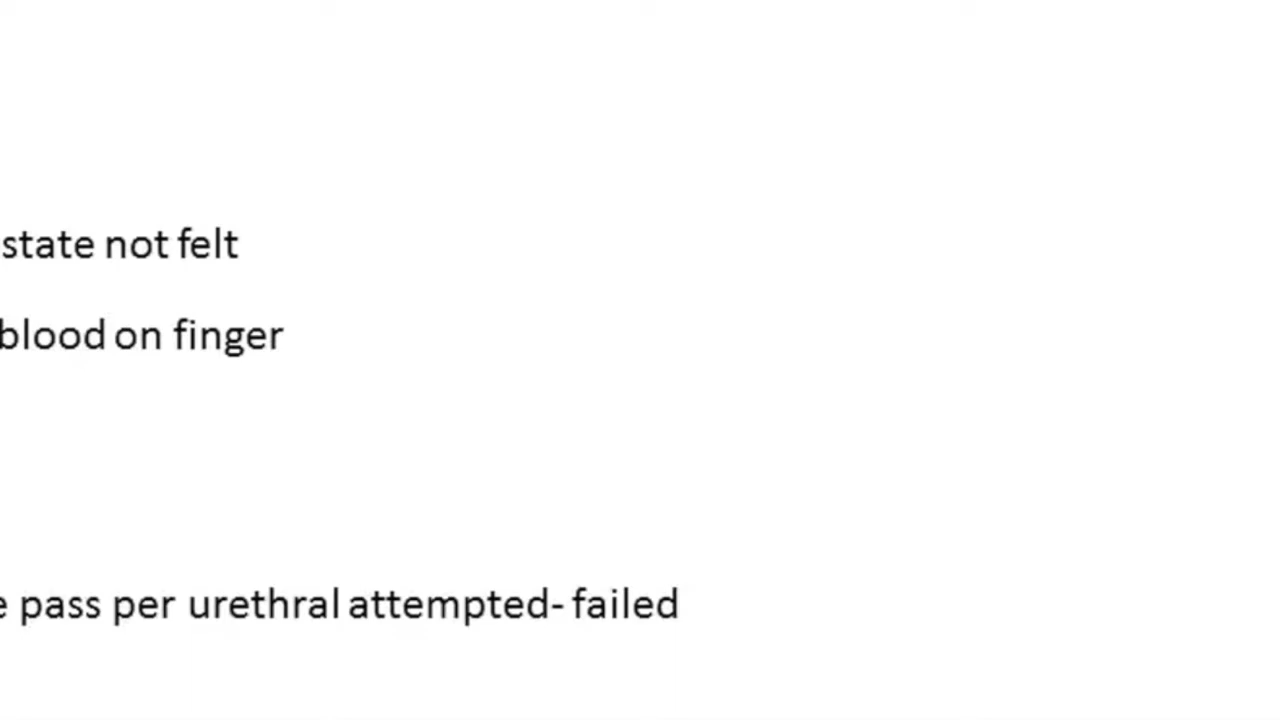 state not felt
blood on finger
e pass per urethral attempted- failed